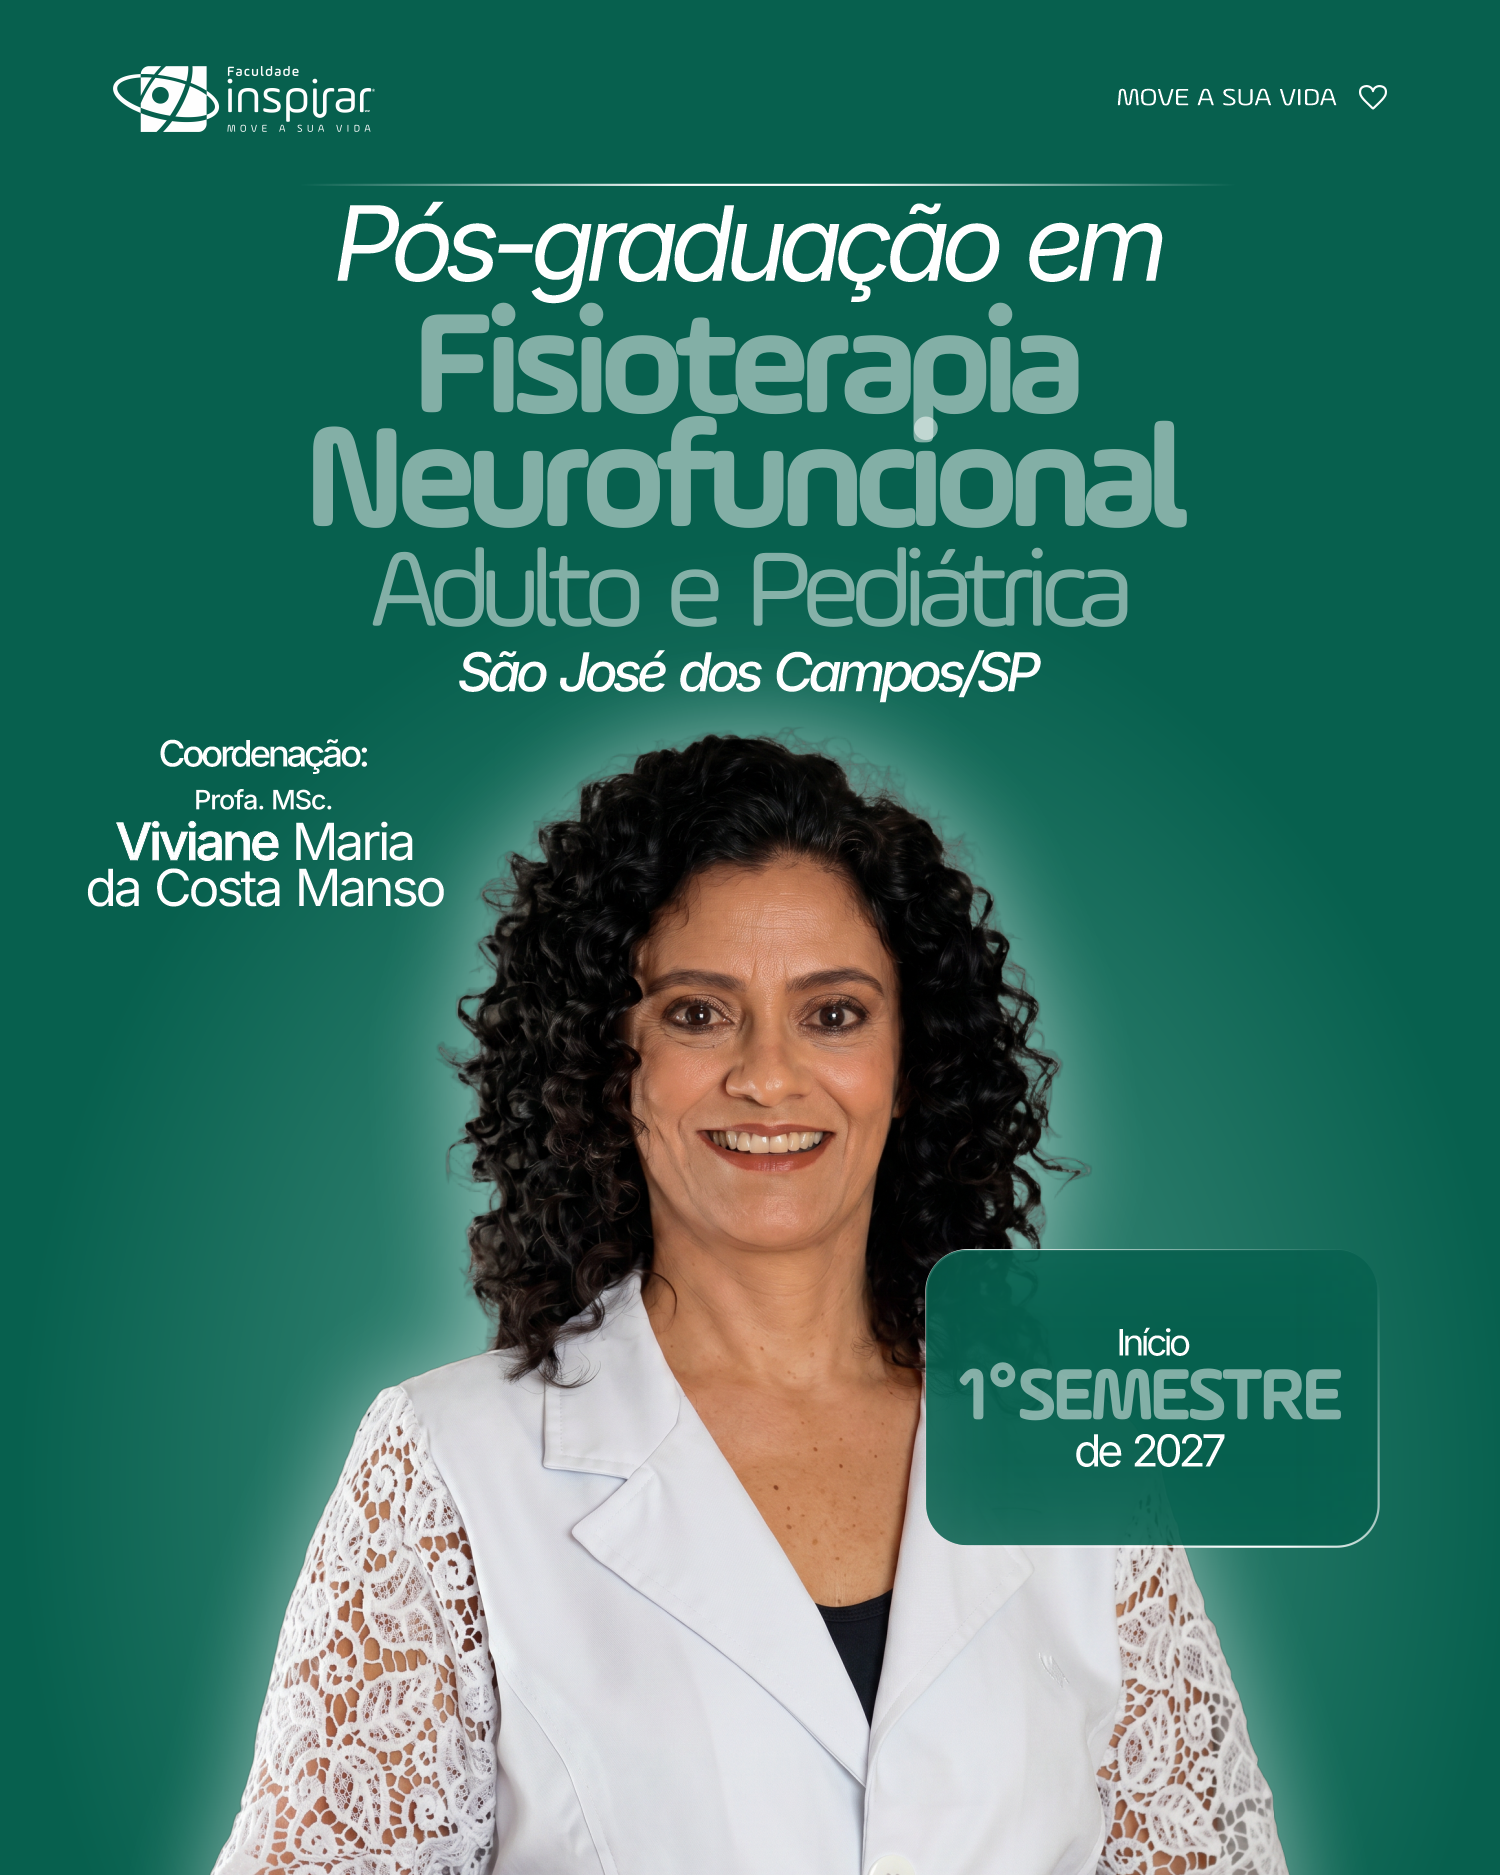 Faculdade
inspirar
MOVE A SUA VIDA
MOVE A SUA VIDA
Pós-graduação em
Fisioterapia
Neurofuncional
Adulto e Pediátrica
São José dos Campos/SP
Coordenação:
Profa. MSc.
Viviane Maria
da Costa Manso
Início
1°SEMESTRE
de 2027